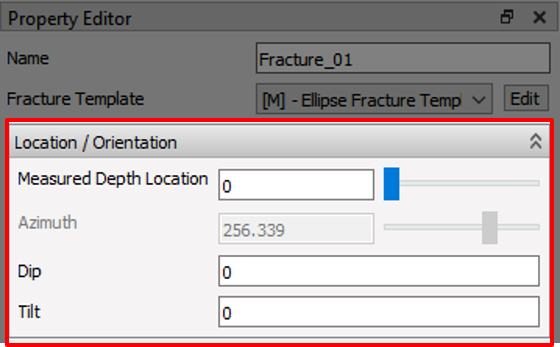 Property Editor
Name Fracture_01
Fracture Template [M] - Ellipse Fracture Templ Edit
Location / Orientation
Measured Depth Location 0
Azimuth 256.339
Dip 0
Tilt 0